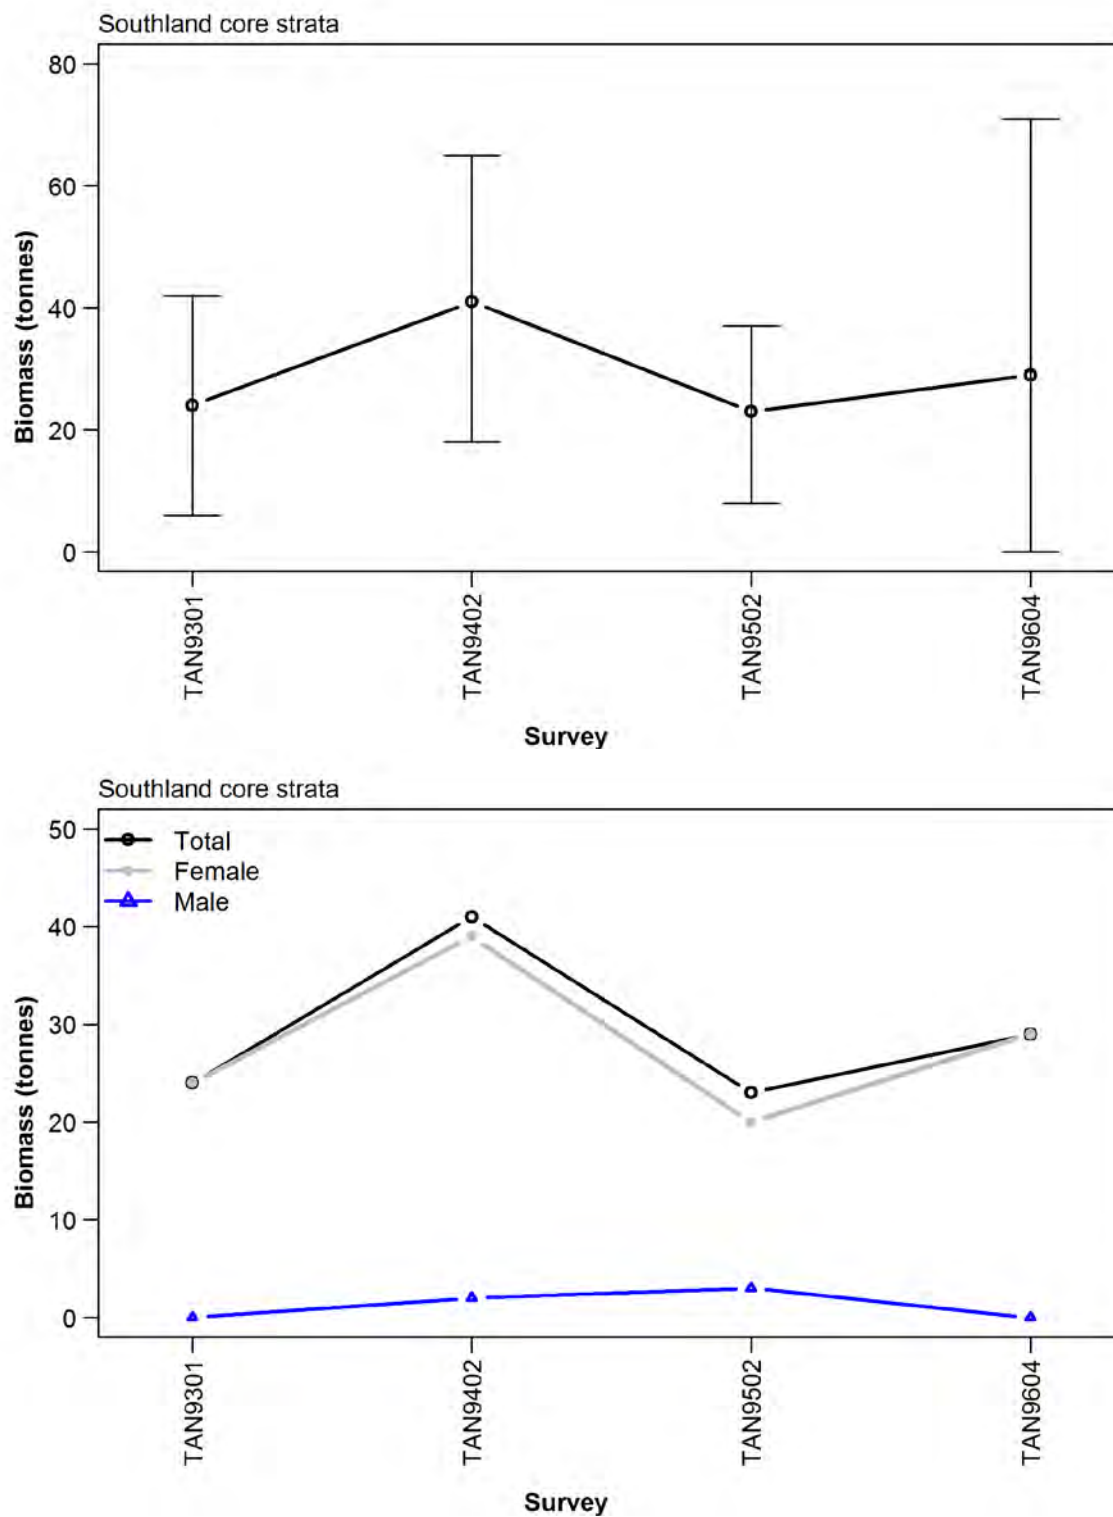 Southland core strata
80
60
40
20
0
Biomass (tonnes)
TAN9301
TAN9402
TAN9502
TAN9604
Survey
Southland core strata
Total
Female
Male
50
40
30
20
10
0
Biomass (tonnes)
TAN9301
TAN9402
TAN9502
TAN9604
Survey